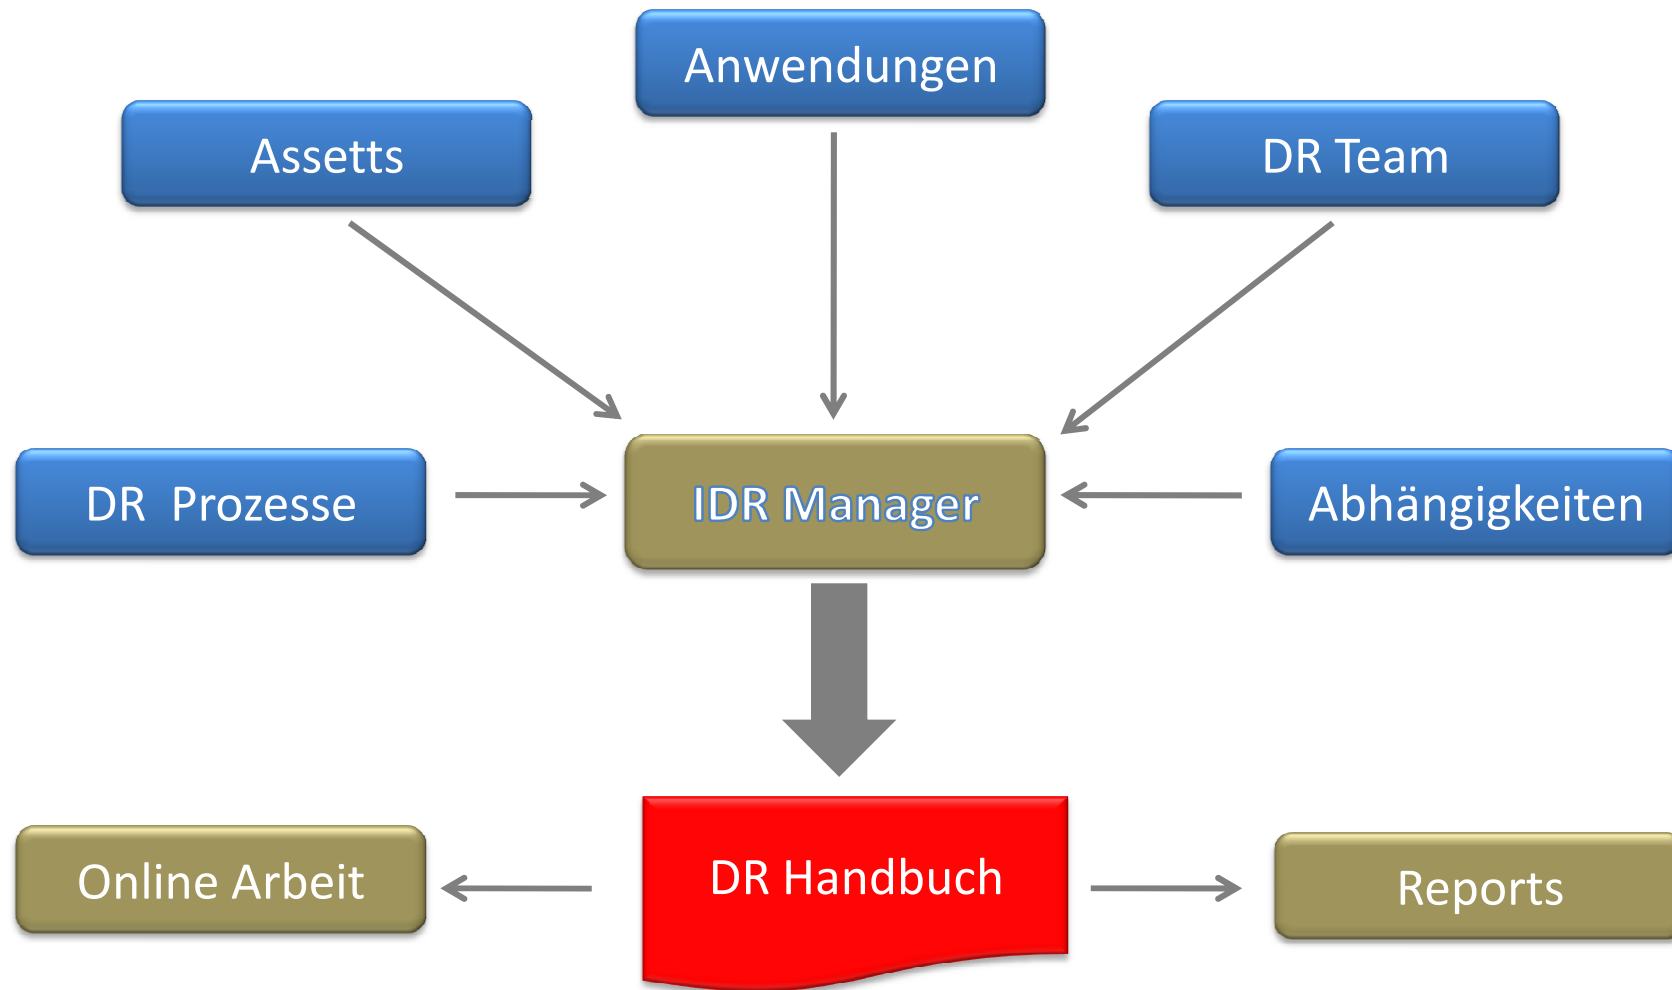 Anwendungen
Assetts
DR Team
DR  Prozesse
IDR Manager
Abhängigkeiten
Online Arbeit
DR Handbuch
Reports